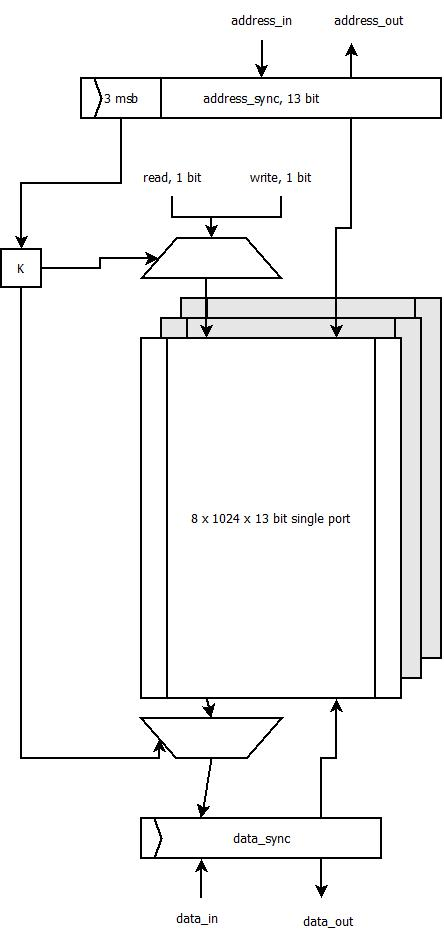 address_in
address_out
3 msb
address_sync, 13 bit
read, 1 bit
write, 1 bit
K
8 x 1024 x 13 bit single port
data_sync
data_in
data_out